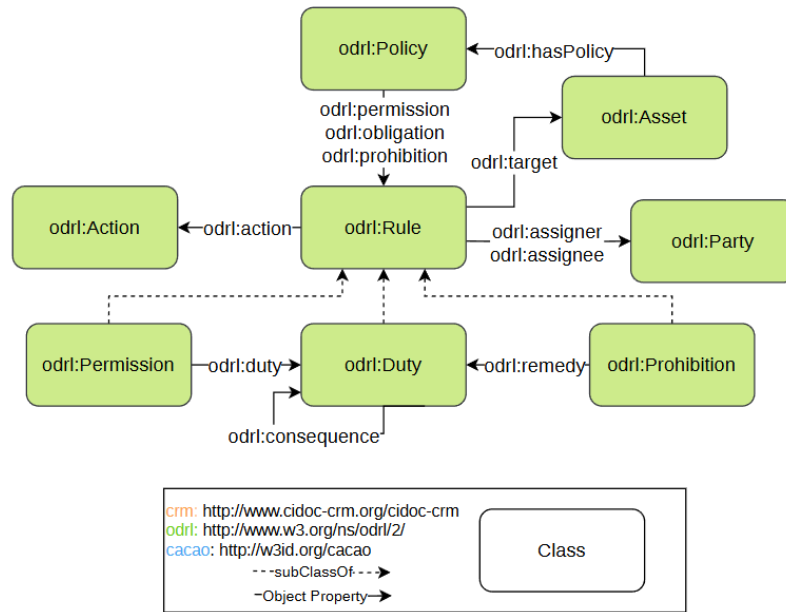 odrl:Policy
odrl:hasPolicy
odrl:permission
odrl:obligation
odrl:prohibition
odrl:Asset
odrl:target
odrl:Action
odrl:action
odrl:Rule
odrl:assigner
odrl:assignee
odrl:Party
odrl:Permission
odrl:duty
odrl:Duty
odrl:remedy
odrl:Prohibition
odrl:consequence
crm: http://www.cidoc-crm.org/cidoc-crm
odrl: http://www.w3.org/ns/odrl/2/
cacao: http://w3id.org/cacao
subClassOf
Object Property
Class